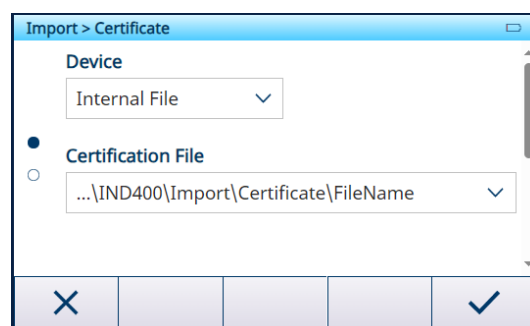 Import > Certificate
Device
Internal File
Certification File
...\IND400\Import\Certificate\FileName